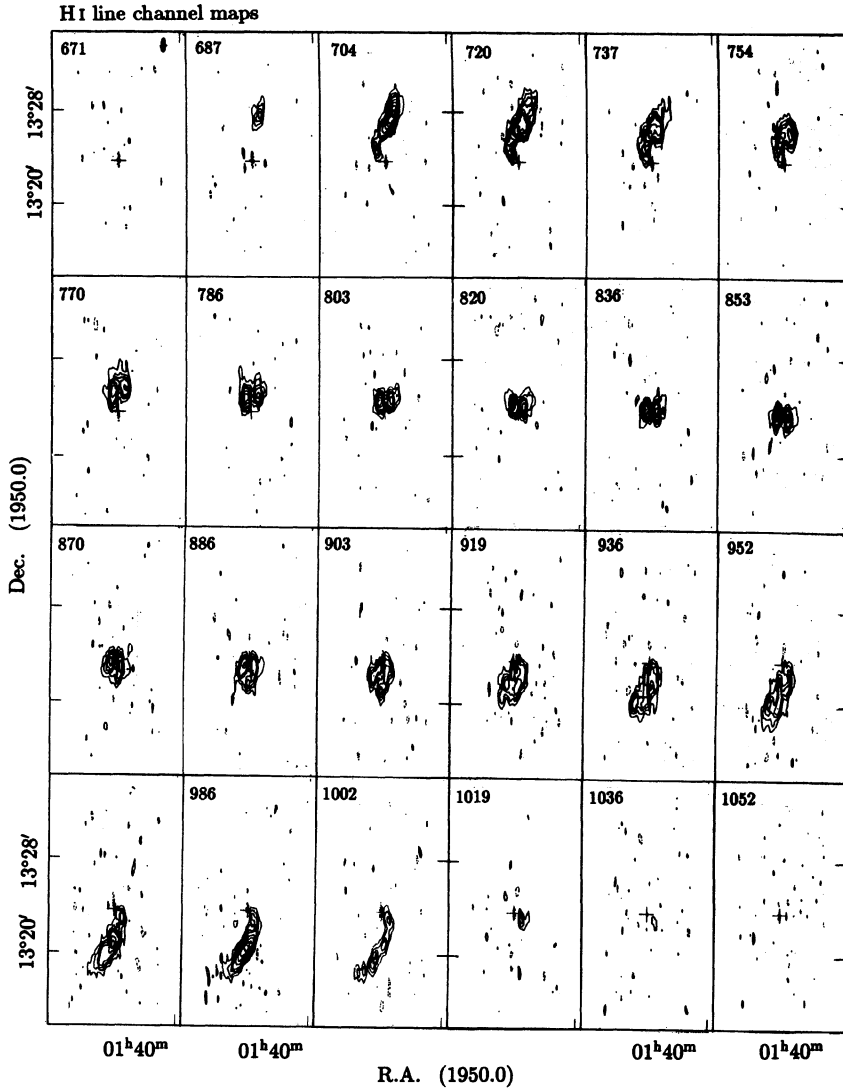 H I line channel maps
671 687 704 720 737 754
13°28′
13°20′
770 786 803 820 836 853
Dec. (1950.0)
870 886 903 919 936 952
986 1002 1019 1036 1052
13°28′
13°20′
01ʰ40ᵐ 01ʰ40ᵐ 01ʰ40ᵐ 01ʰ40ᵐ
R.A. (1950.0)